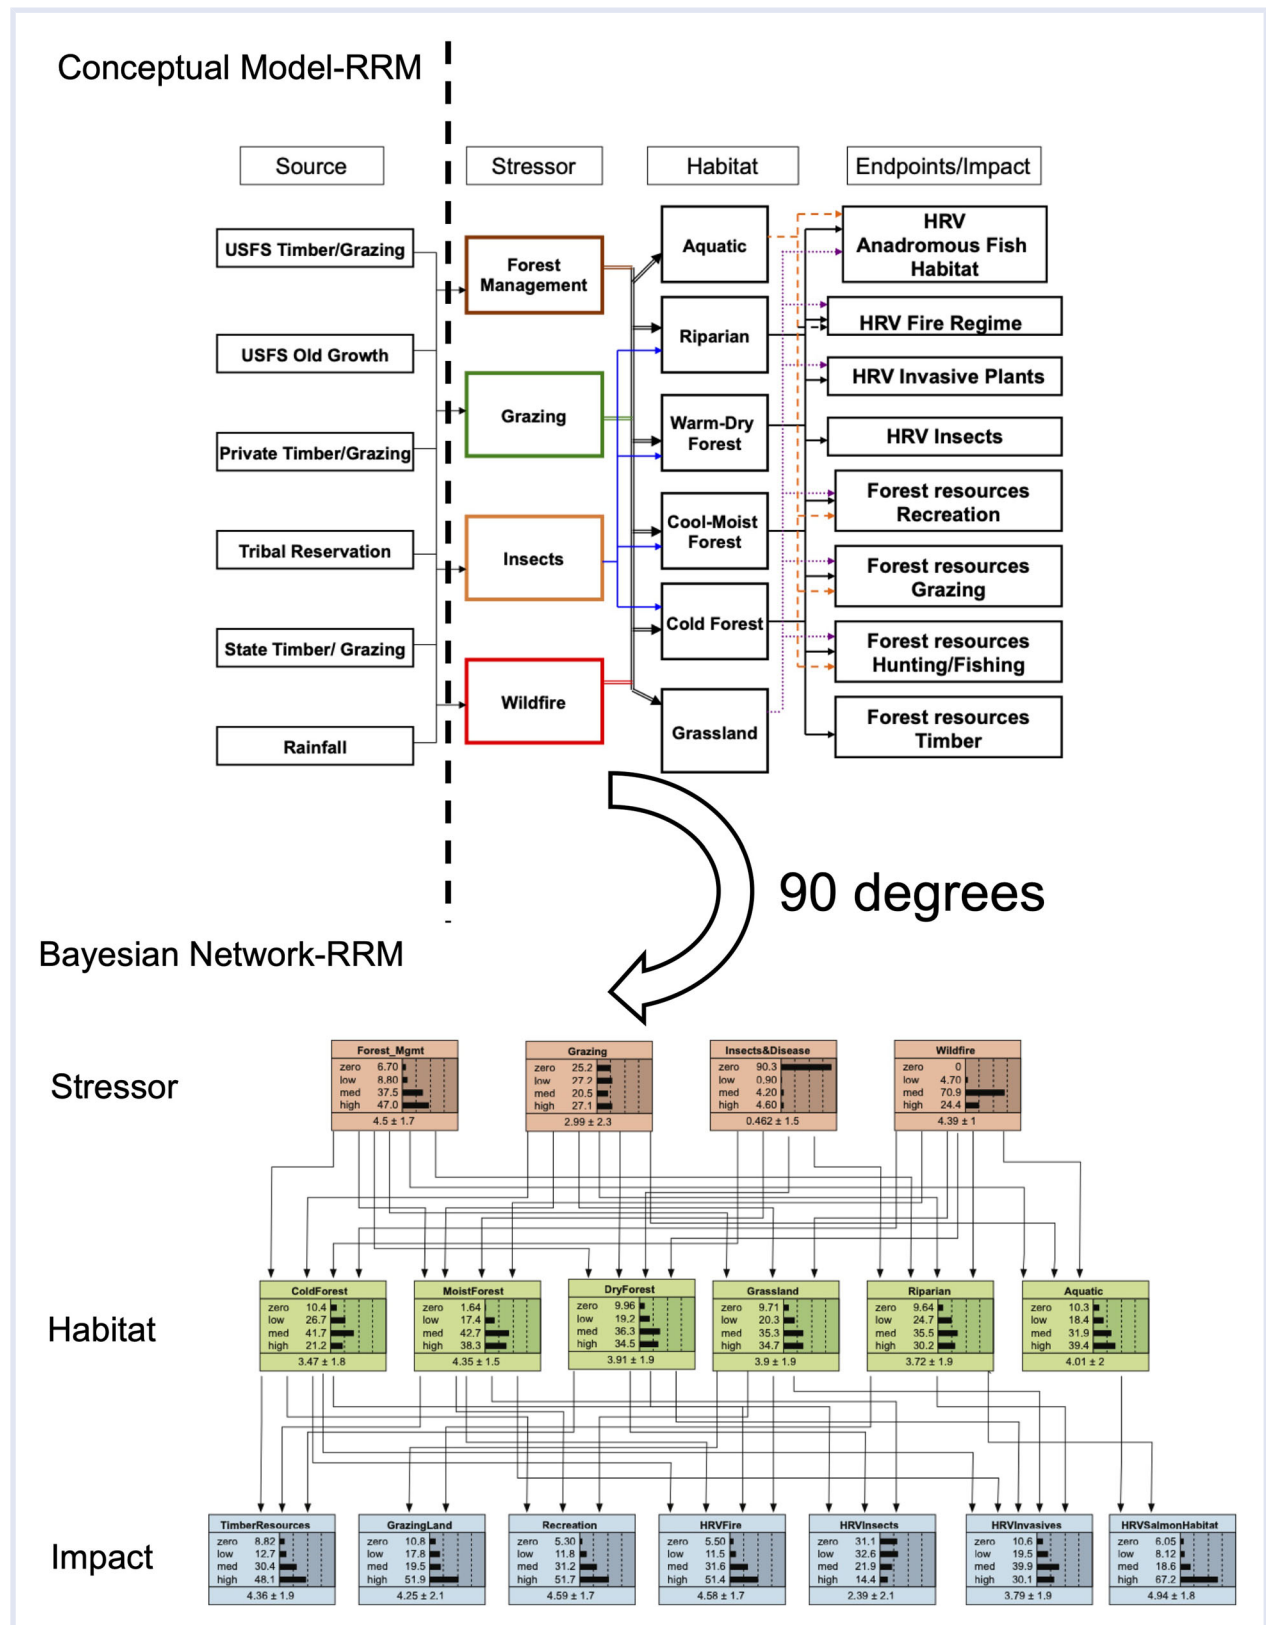 Conceptual Model-RRM
Source
Stressor
Habitat
Endpoints/Impact
USFS Timber/Grazing
USFS Old Growth
Private Timber/Grazing
Tribal Reservation
State Timber/ Grazing
Rainfall
Forest
Management
Grazing
Insects
Wildfire
Aquatic
Riparian
Warm-Dry
Forest
Cool-Moist
Forest
Cold Forest
Grassland
HRV
Anadromous Fish
Habitat
HRV Fire Regime
HRV Invasive Plants
HRV Insects
Forest resources
Recreation
Forest resources
Grazing
Forest resources
Hunting/Fishing
Forest resources
Timber
90 degrees
Bayesian Network-RRM
Stressor
Forest_Mgmt
zero 6.70
low 8.80
med 37.5
high 47.0
4.5 ± 1.7
Grazing
zero 25.2
low 27.2
med 20.5
high 27.1
2.99 ± 2.3
Insects&Disease
zero 90.3
low 0.90
med 4.20
high 4.60
0.462 ± 1.5
Wildfire
zero 0
low 4.70
med 70.9
high 24.4
4.39 ± 1
Habitat
ColdForest
zero 10.4
low 26.7
med 41.7
high 21.2
3.47 ± 1.8
MoistForest
zero 1.64
low 17.4
med 42.7
high 38.3
4.35 ± 1.5
DryForest
zero 9.96
low 19.2
med 36.3
high 34.5
3.91 ± 1.9
Grassland
zero 9.71
low 20.3
med 35.3
high 34.7
3.9 ± 1.9
Riparian
zero 9.64
low 24.7
med 35.5
high 30.2
3.72 ± 1.9
Aquatic
zero 10.3
low 18.4
med 31.9
high 39.4
4.01 ± 2
Impact
TimberResources
zero 8.82
low 12.7
med 30.4
high 48.1
4.36 ± 1.9
GrazingLand
zero 10.8
low 17.8
med 19.5
high 51.9
4.25 ± 2.1
Recreation
zero 5.30
low 11.8
med 31.2
high 51.7
4.59 ± 1.7
HRVFire
zero 5.50
low 11.5
med 31.6
high 51.4
4.58 ± 1.7
HRVInsects
zero 31.1
low 32.6
med 21.9
high 14.4
2.39 ± 2.1
HRVInvasives
zero 10.6
low 19.5
med 39.9
high 30.1
3.79 ± 1.9
HRVSalmonHabitat
zero 6.05
low 8.12
med 18.6
high 67.2
4.94 ± 1.8